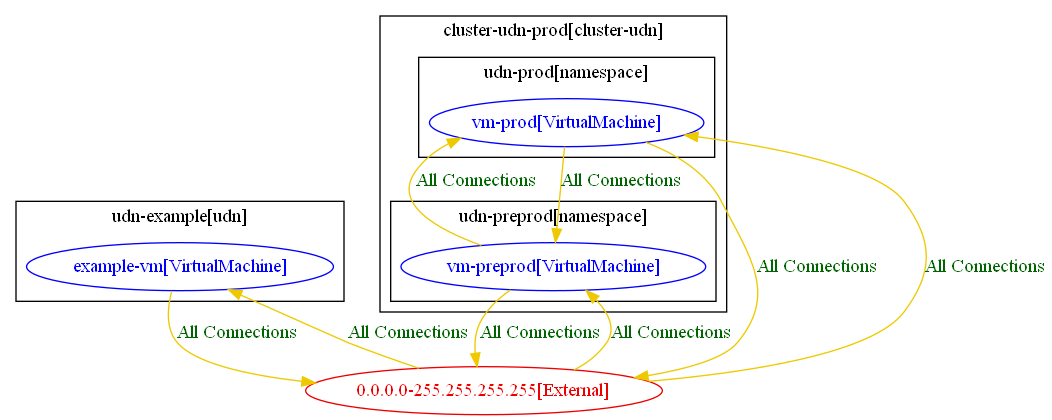 cluster-udn-prod[cluster-udn]
udn-prod[namespace]
vm-prod[VirtualMachine]
All Connections
All Connections
udn-example[udn]
udn-preprod[namespace]
example-vm[VirtualMachine]
vm-preprod[VirtualMachine]
All Connections
All Connections
All Connections
All Connections
All Connections
All Connections
0.0.0.0-255.255.255.255[External]